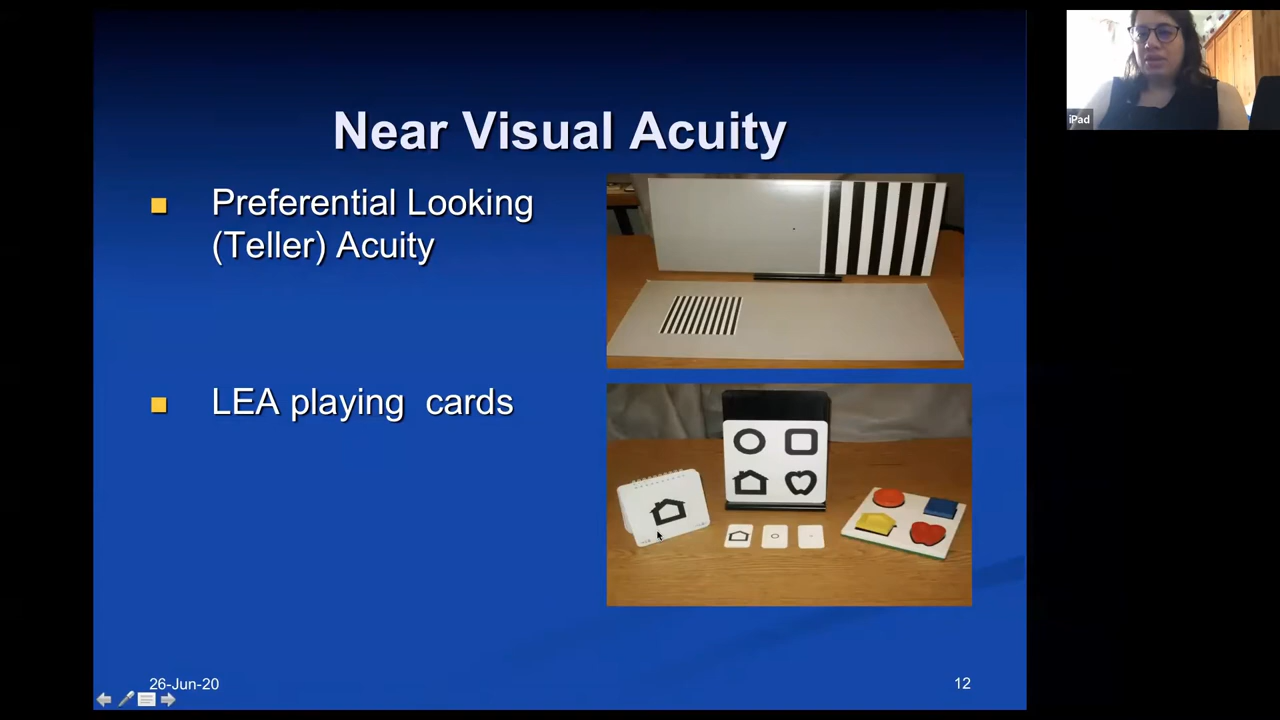 Near Visual Acuity
Preferential Looking
(Teller) Acuity
LEA playing cards
26-Jun-20
12
iPad